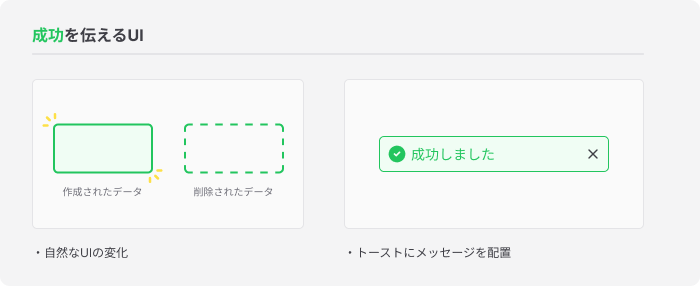 成功を伝えるUI
作成されたデータ
削除されたデータ
成功しました
・自然なUIの変化
・トーストにメッセージを配置